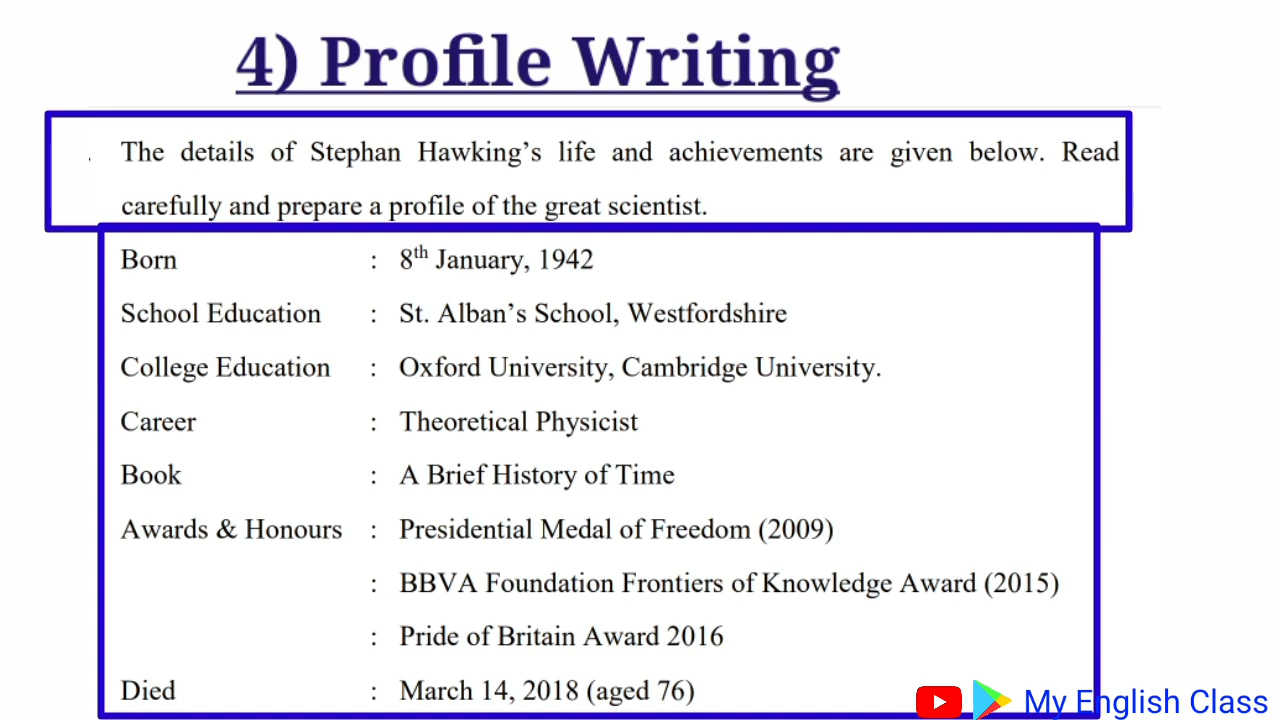 4) Profile Writing
The details of Stephan Hawking's life and achievements are given below. Read
carefully and prepare a profile of the great scientist.
Born : 8th January, 1942
School Education : St. Alban's School, Westfordshire
College Education : Oxford University, Cambridge University.
Career : Theoretical Physicist
Book : A Brief History of Time
Awards & Honours : Presidential Medal of Freedom (2009)
: BBVA Foundation Frontiers of Knowledge Award (2015)
: Pride of Britain Award 2016
Died : March 14, 2018 (aged 76)
My English Class